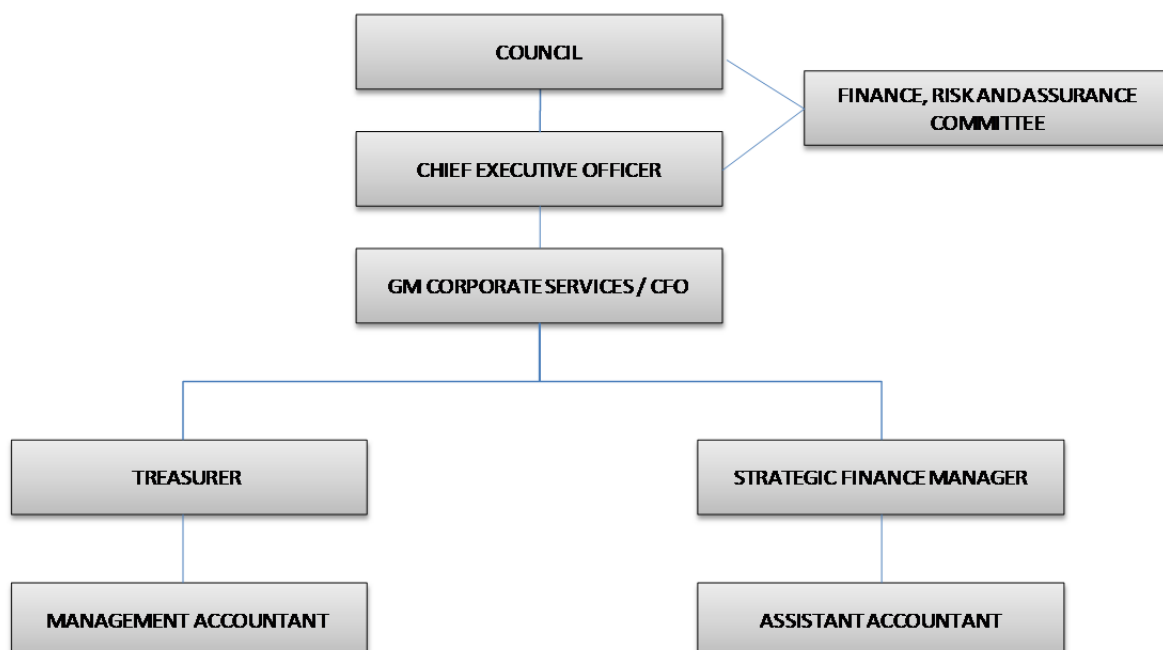 COUNCIL
FINANCE, RISK AND ASSURANCE
COMMITTEE
CHIEF EXECUTIVE OFFICER
GM CORPORATE SERVICES / CFO
TREASURER
STRATEGIC FINANCE MANAGER
MANAGEMENT ACCOUNTANT
ASSISTANT ACCOUNTANT